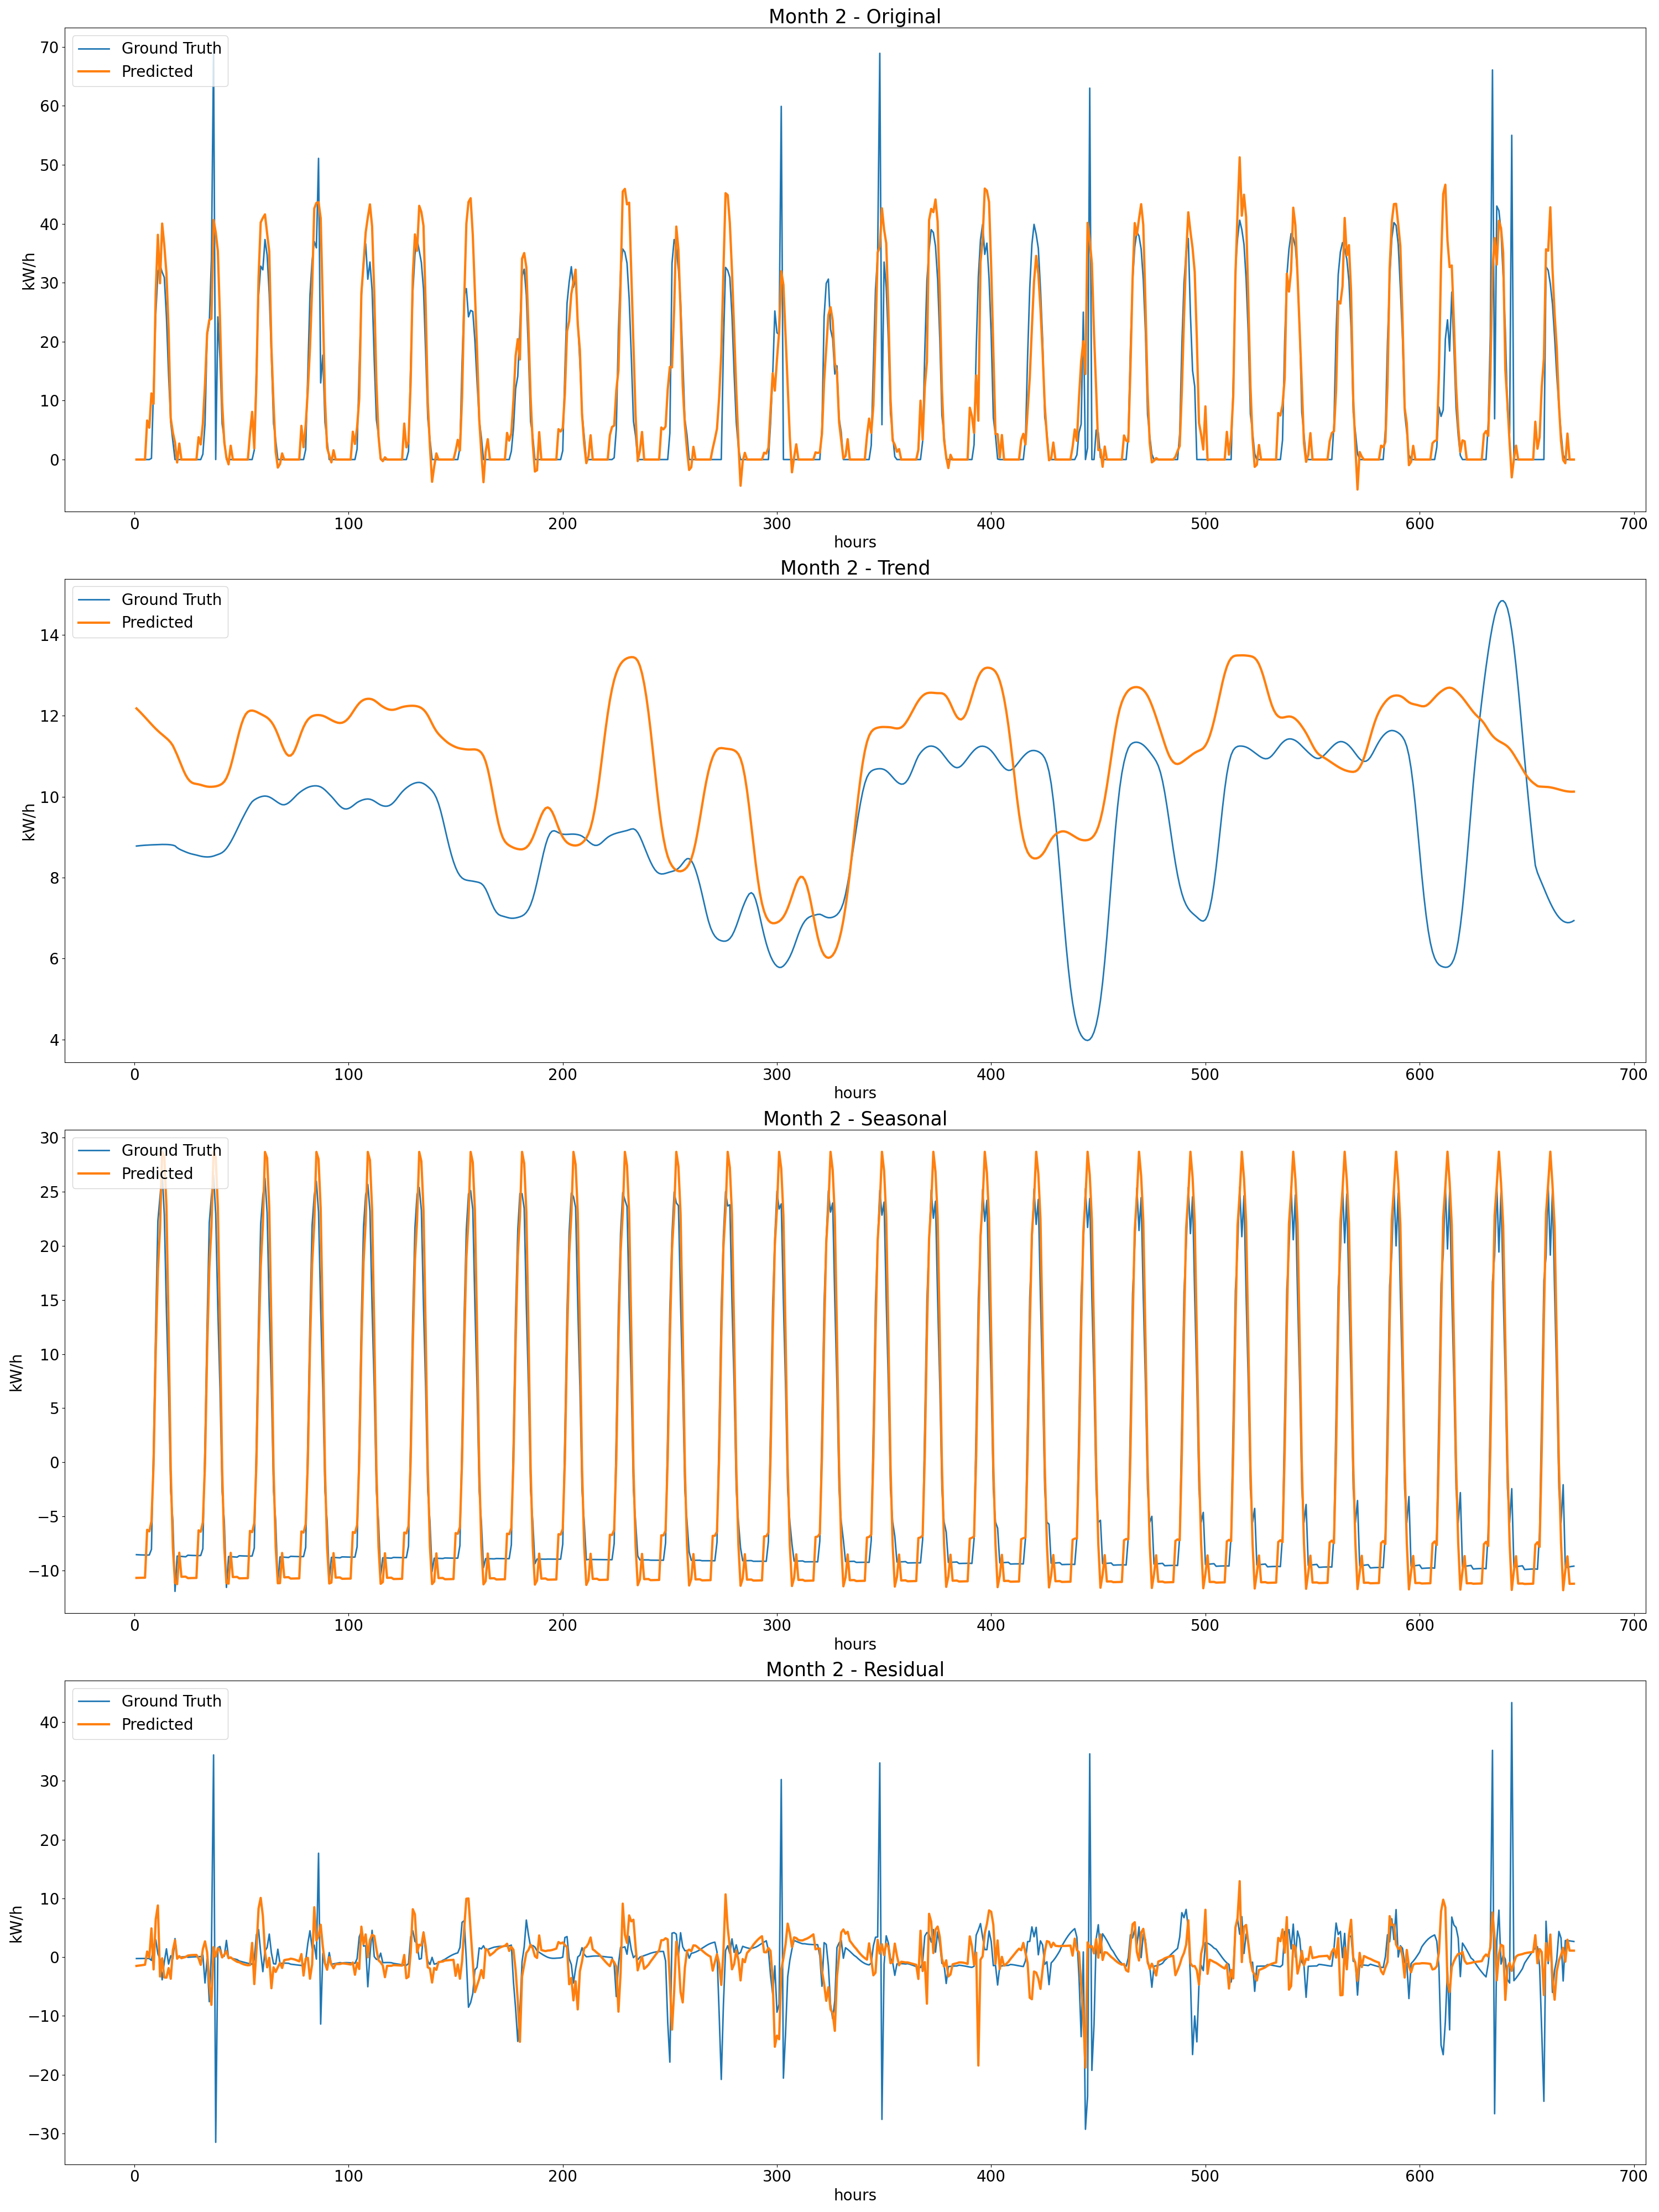 Month 2 - Original
Ground Truth
Predicted
kW/h
70
60
50
40
30
20
10
0
0 100 200 300 400 500 600 700
hours
Month 2 - Trend
Ground Truth
Predicted
kW/h
14
12
10
8
6
4
0 100 200 300 400 500 600 700
hours
Month 2 - Seasonal
Ground Truth
Predicted
kW/h
30
25
20
15
10
5
0
−5
−10
0 100 200 300 400 500 600 700
hours
Month 2 - Residual
Ground Truth
Predicted
kW/h
40
30
20
10
0
−10
−20
−30
0 100 200 300 400 500 600 700
hours